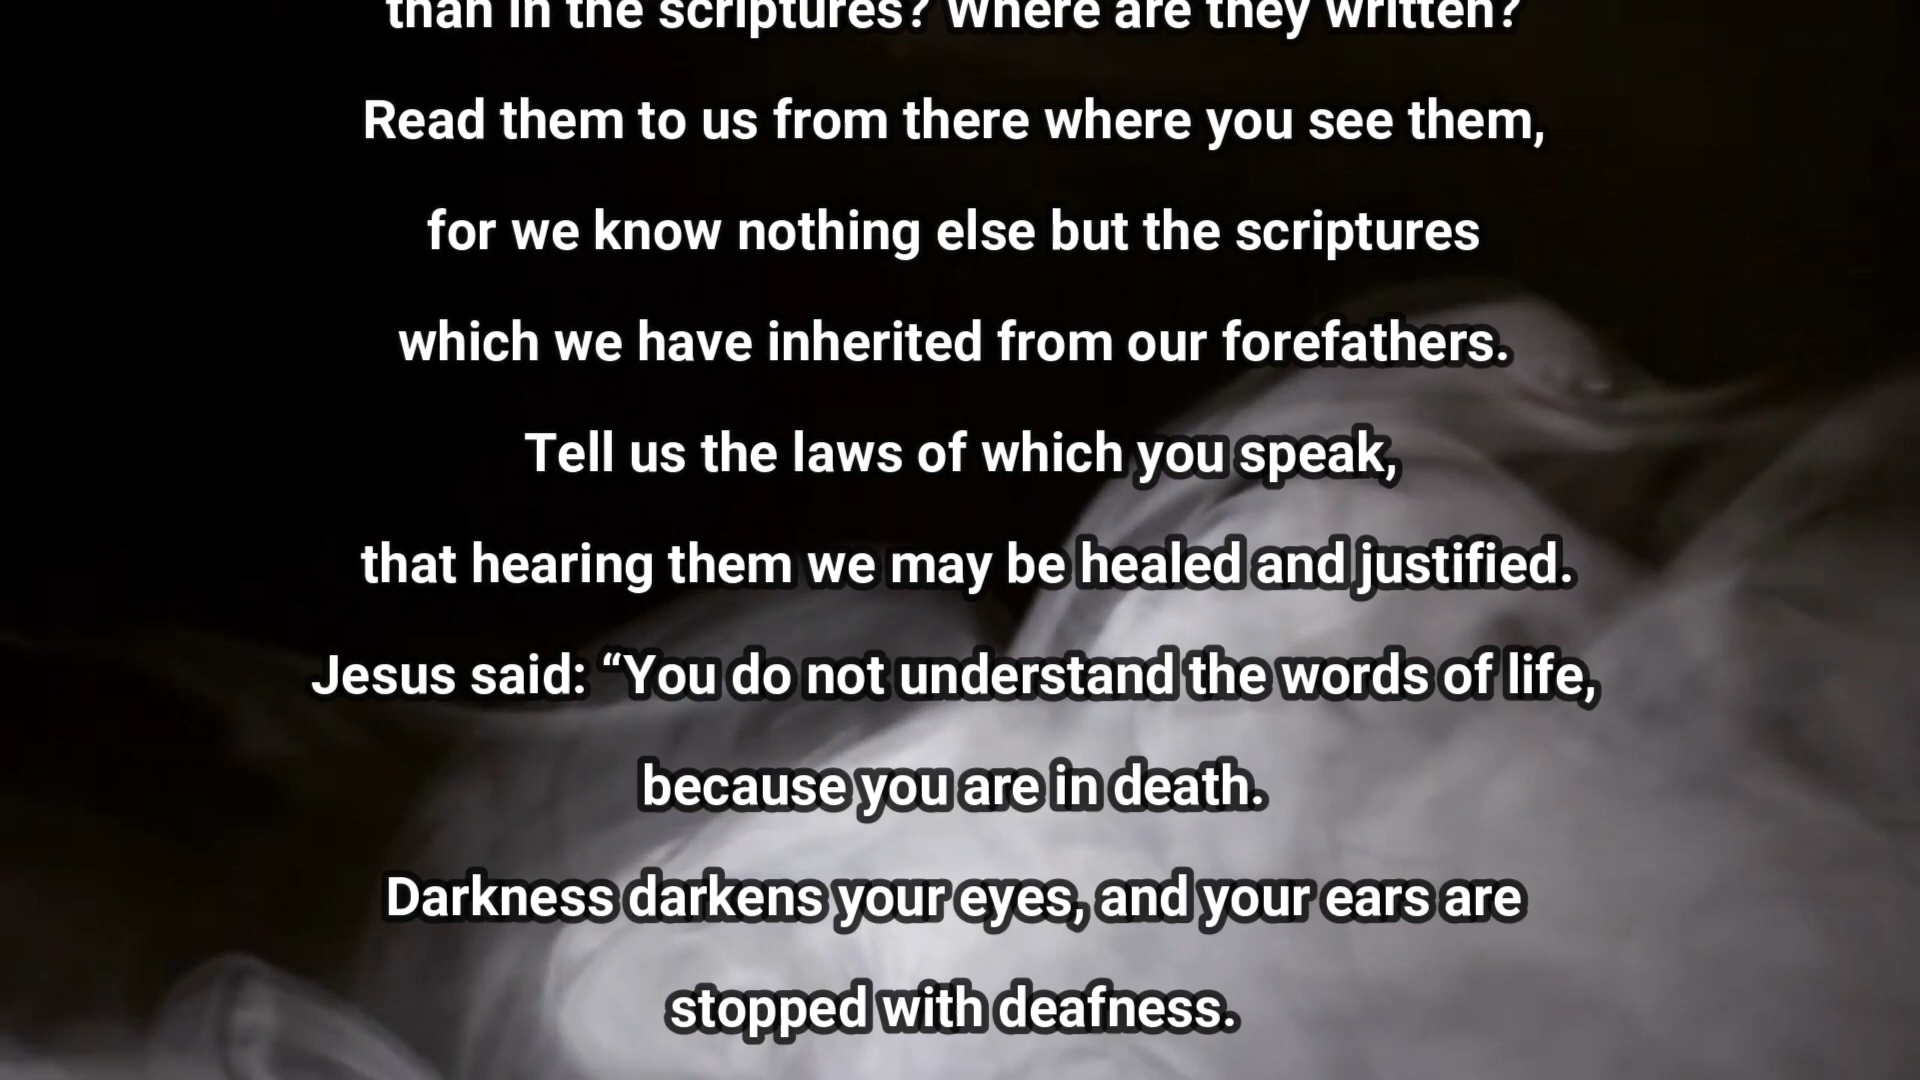 than in the scriptures? Where are they written?
Read them to us from there where you see them,
for we know nothing else but the scriptures
which we have inherited from our forefathers.
Tell us the laws of which you speak,
that hearing them we may be healed and justified.
Jesus said: “You do not understand the words of life,
because you are in death.
Darkness darkens your eyes, and your ears are
stopped with deafness.